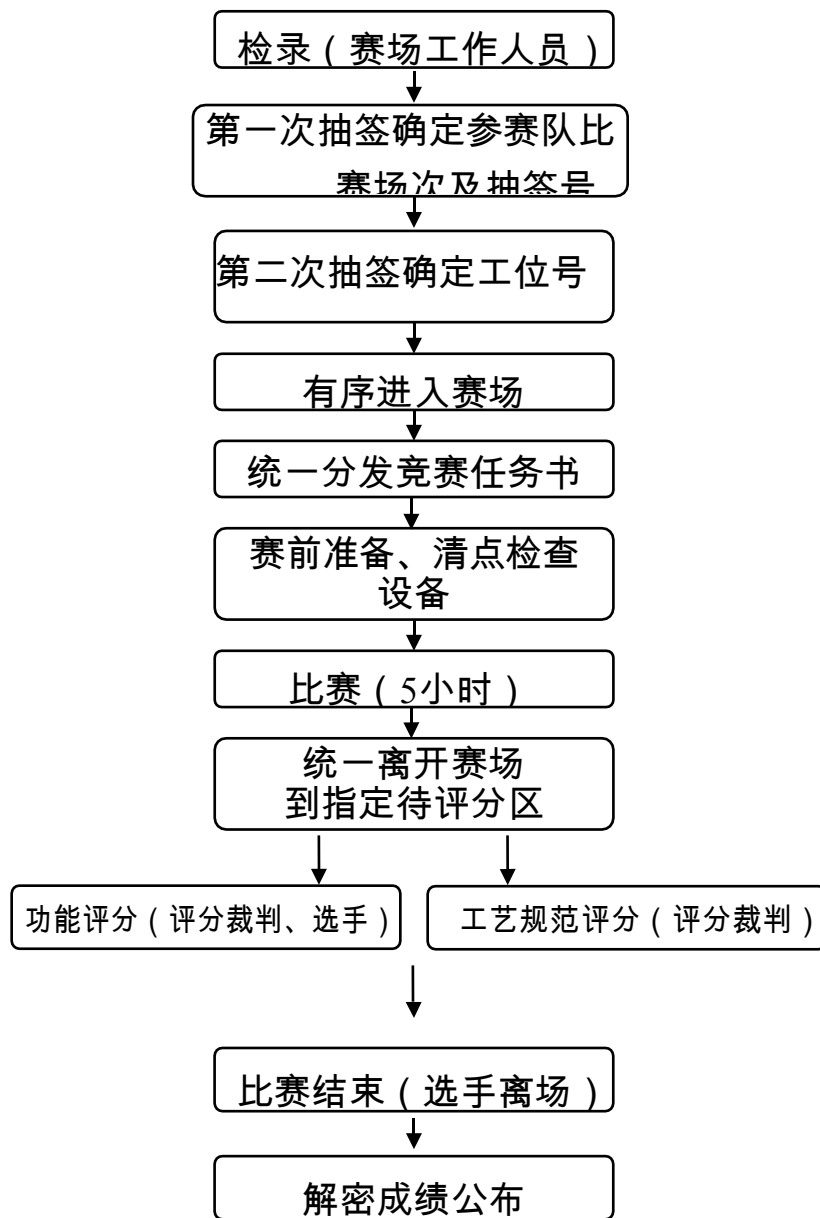 检录（赛场工作人员）
第一次抽签确定参赛队比
赛场次及抽签号
第二次抽签确定工位号
有序进入赛场
统一分发竞赛任务书
赛前准备、清点检查
设备
比赛（5小时）
统一离开赛场
到指定待评分区
功能评分（评分裁判、选手）
工艺规范评分（评分裁判）
比赛结束（选手离场）
解密成绩公布